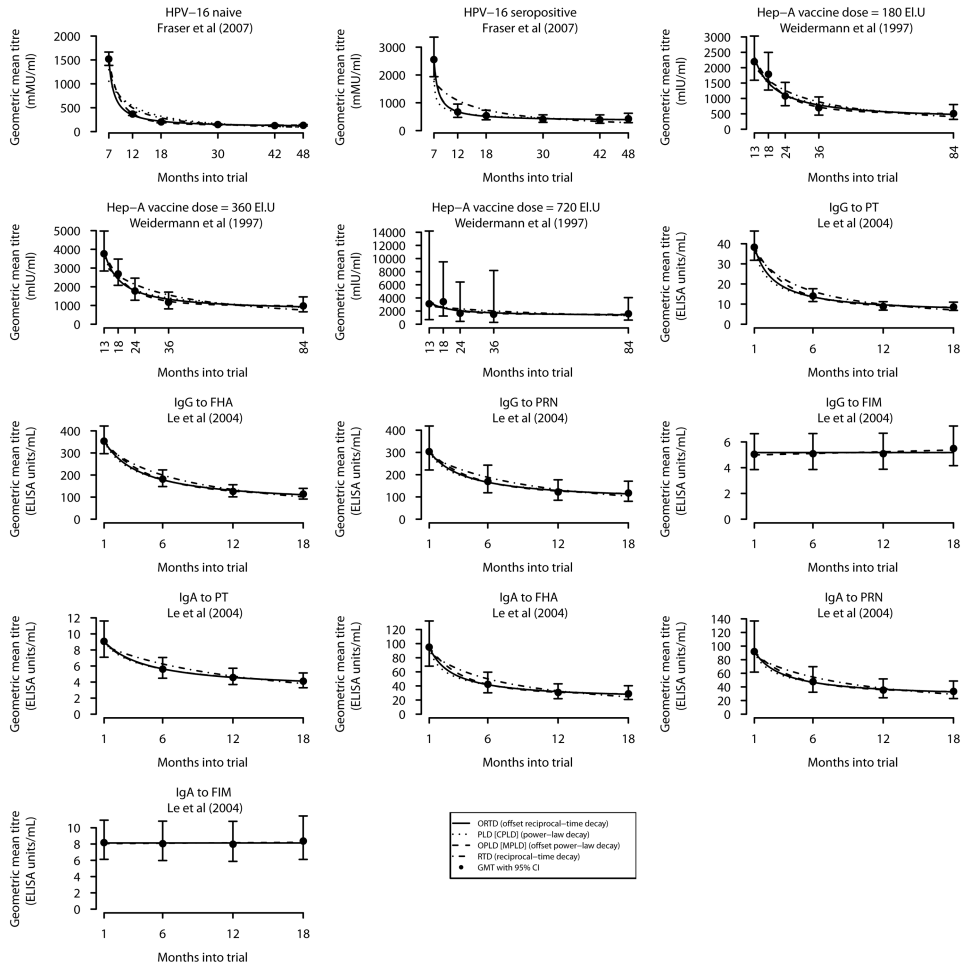 HPV−16 naive
Fraser et al (2007)
Geometric mean titre
(mMU/ml)
2000
1500
1000
500
0
7 12 18 30 42 48
Months into trial
HPV−16 seropositive
Fraser et al (2007)
Geometric mean titre
(mMU/ml)
3000
2000
1000
0
7 12 18 30 42 48
Months into trial
Hep−A vaccine dose = 180 El.U
Weidermann et al (1997)
Geometric mean titre
(mIU/ml)
3000
2500
2000
1500
1000
500
0
13 18 24 36 84
Months into trial
Hep−A vaccine dose = 360 El.U
Weidermann et al (1997)
Geometric mean titre
(mIU/ml)
5000
4000
3000
2000
1000
0
13 18 24 36 84
Months into trial
Hep−A vaccine dose = 720 El.U
Weidermann et al (1997)
Geometric mean titre
(mIU/ml)
14000
12000
10000
8000
6000
4000
2000
0
13 18 24 36 84
Months into trial
IgG to PT
Le et al (2004)
Geometric mean titre
(ELISA units/mL)
40
30
20
10
0
1 6 12 18
Months into trial
IgG to FHA
Le et al (2004)
Geometric mean titre
(ELISA units/mL)
400
300
200
100
0
1 6 12 18
Months into trial
IgG to PRN
Le et al (2004)
Geometric mean titre
(ELISA units/mL)
400
300
200
100
0
1 6 12 18
Months into trial
IgG to FIM
Le et al (2004)
Geometric mean titre
(ELISA units/mL)
6
4
2
0
1 6 12 18
Months into trial
IgA to PT
Le et al (2004)
Geometric mean titre
(ELISA units/mL)
12
10
8
6
4
2
0
1 6 12 18
Months into trial
IgA to FHA
Le et al (2004)
Geometric mean titre
(ELISA units/mL)
120
100
80
60
40
20
0
1 6 12 18
Months into trial
IgA to PRN
Le et al (2004)
Geometric mean titre
(ELISA units/mL)
140
120
100
80
60
40
20
0
1 6 12 18
Months into trial
IgA to FIM
Le et al (2004)
Geometric mean titre
(ELISA units/mL)
10
8
6
4
2
0
1 6 12 18
Months into trial
ORTD (offset reciprocal−time decay)
PLD [CPLD] (power−law decay)
OPLD [MPLD] (offset power−law decay)
RTD (reciprocal−time decay)
GMT with 95% CI